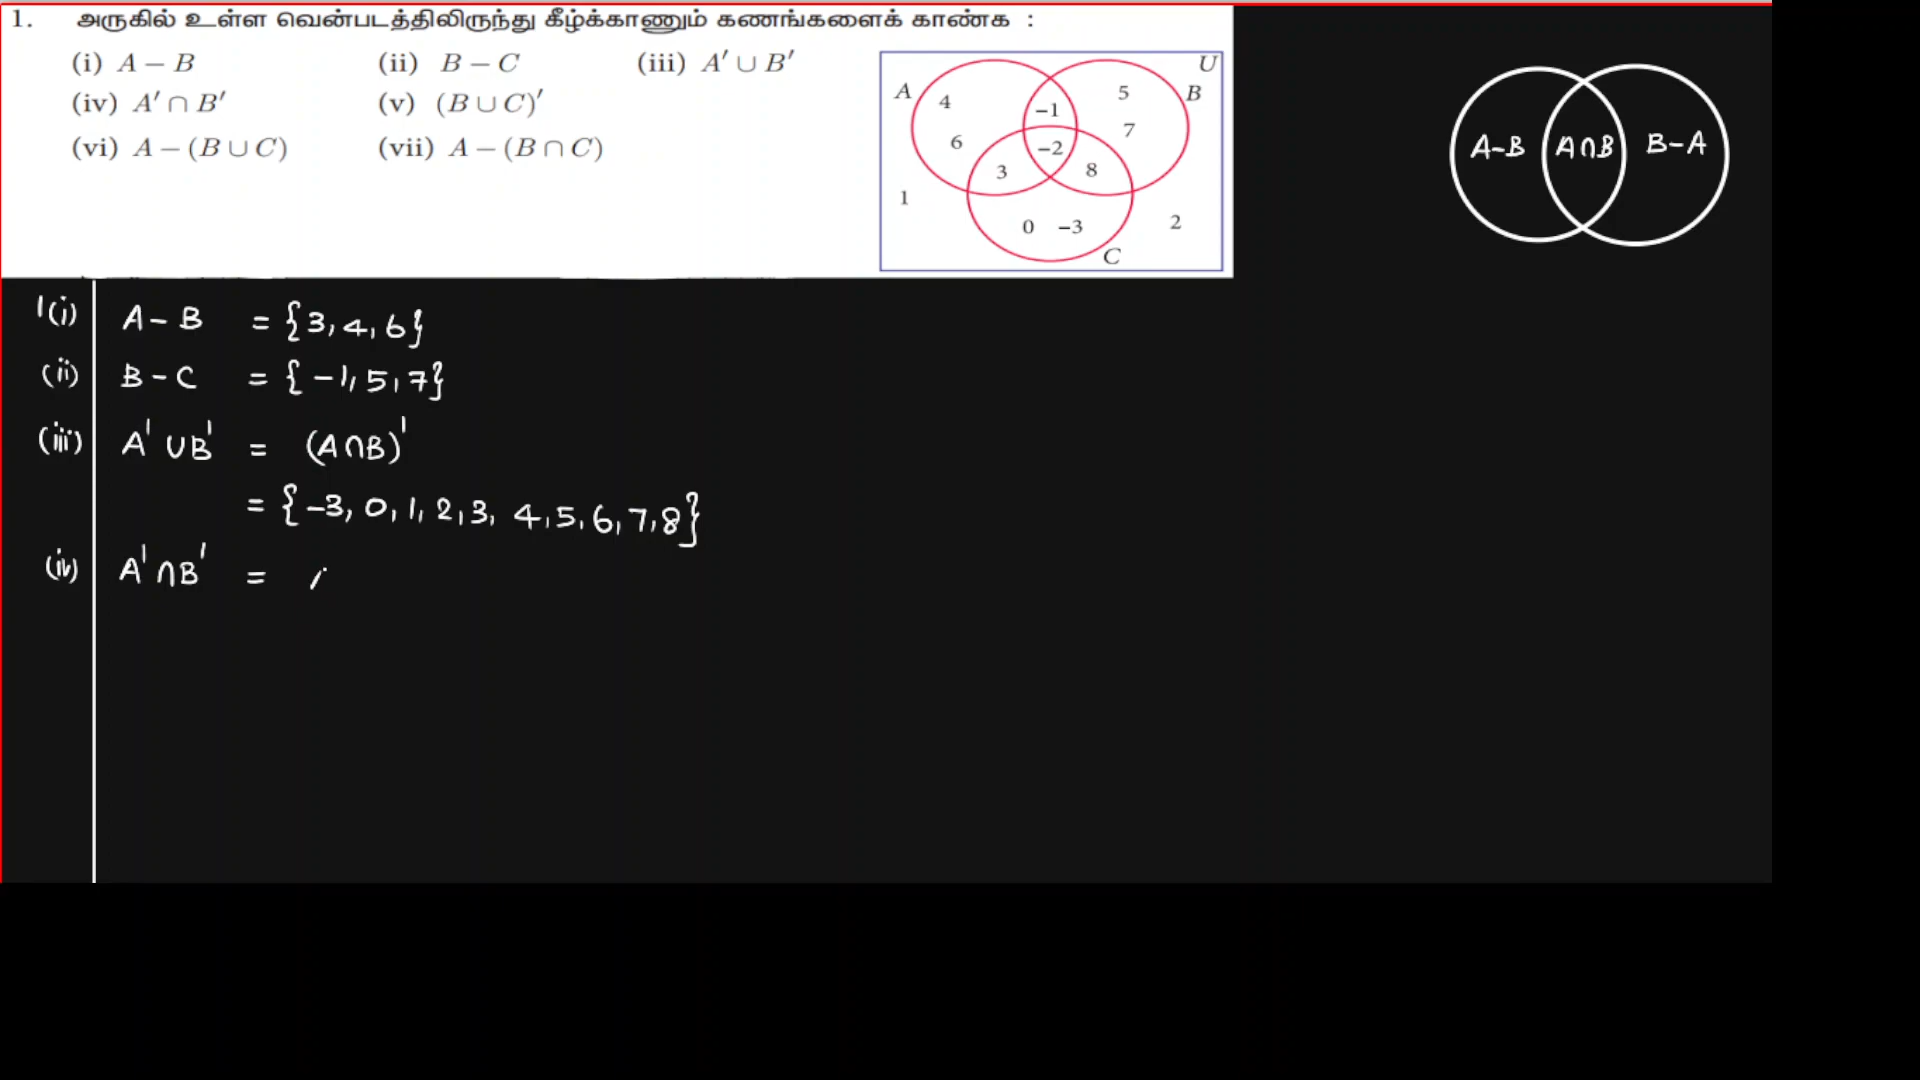 1. அருகில் உள்ள வென்படத்திலிருந்து கீழ்க்காணும் கணங்களைக் காண்க :
(i) A − B (ii) B − C (iii) A′ ∪ B′
(iv) A′ ∩ B′ (v) (B ∪ C)′
(vi) A − (B ∪ C) (vii) A − (B ∩ C)
U
A 4 −1 5 B
6 −2 7
3 8
1
0 −3 2
C
A-B A∩B B-A
1(i) A - B = {3, 4, 6}
(ii) B - C = {-1, 5, 7}
(iii) A' ∪ B' = (A∩B)'
= {-3, 0, 1, 2, 3, 4, 5, 6, 7, 8}
(iv) A' ∩ B' =